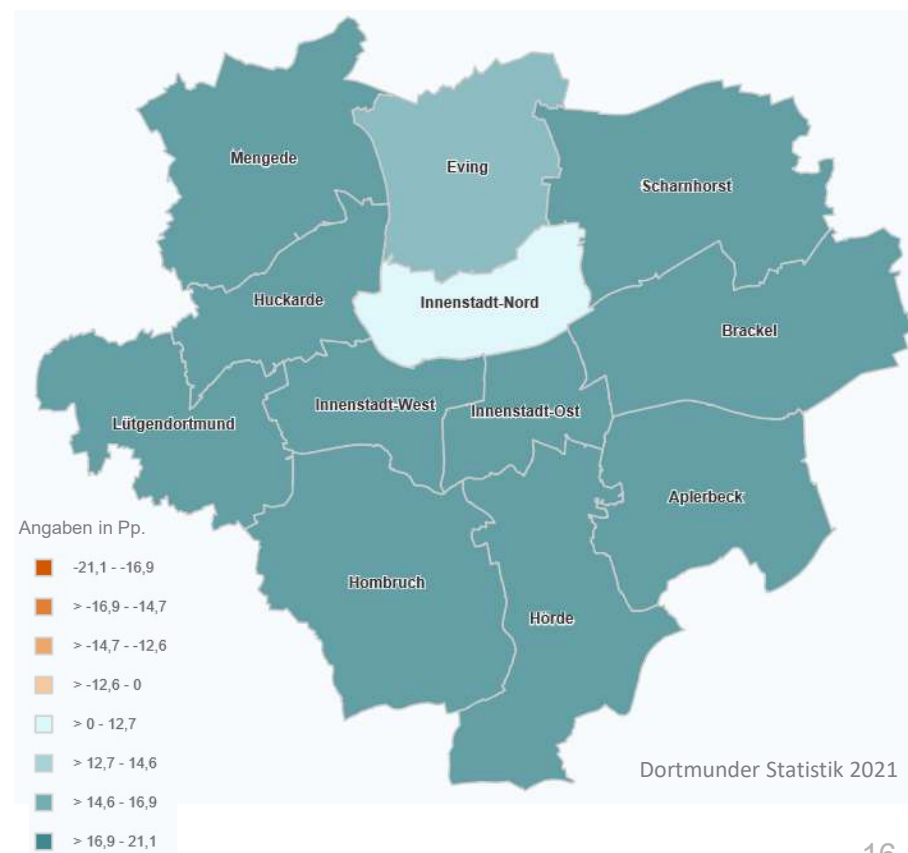 Mengede
Eving
Scharnhorst
Huckarde
Innenstadt-Nord
Brackel
Innenstadt-West
Innenstadt-Ost
Lütgendortmund
Aplerbeck
Hombruch
Hörde
Angaben in Pp.
-21,1 - -16,9
> -16,9 - -14,7
> -14,7 - -12,6
> -12,6 - 0
> 0 - 12,7
> 12,7 - 14,6
> 14,6 - 16,9
> 16,9 - 21,1
Dortmunder Statistik 2021
16